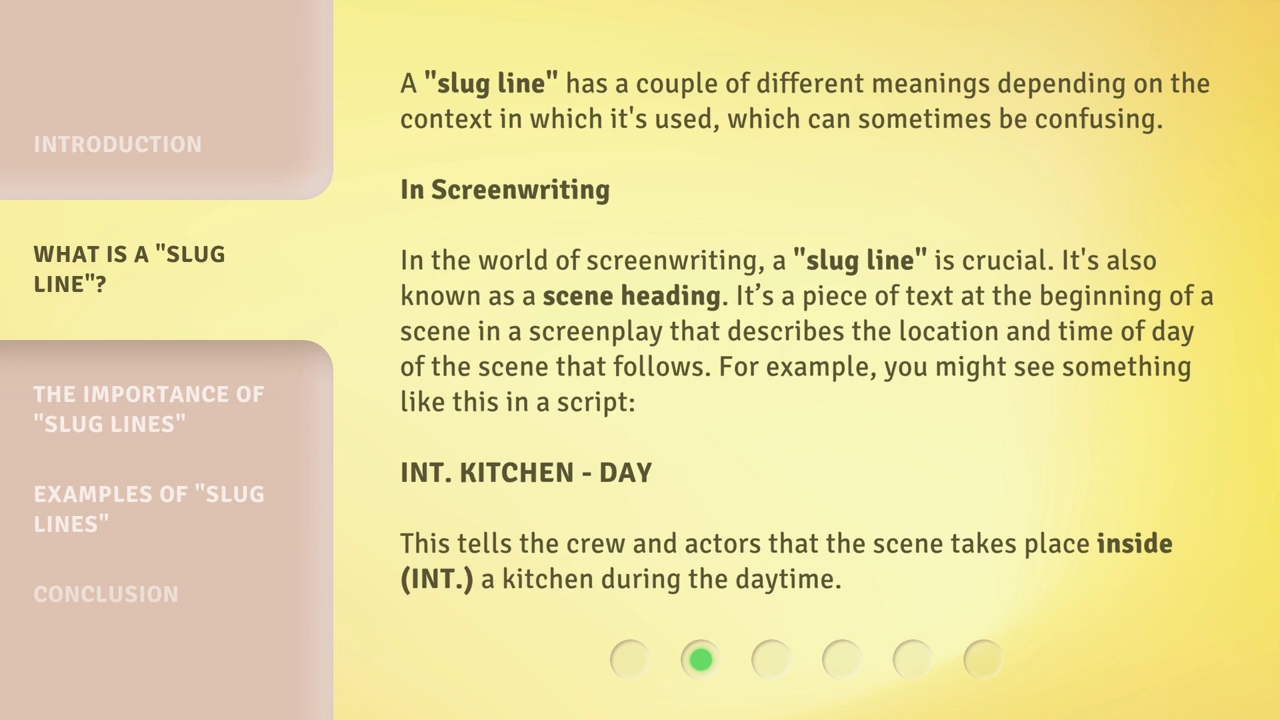 INTRODUCTION
WHAT IS A "SLUG
LINE"?
THE IMPORTANCE OF
"SLUG LINES"
EXAMPLES OF "SLUG
LINES"
CONCLUSION
A "slug line" has a couple of different meanings depending on the
context in which it's used, which can sometimes be confusing.
In Screenwriting
In the world of screenwriting, a "slug line" is crucial. It's also
known as a scene heading. It’s a piece of text at the beginning of a
scene in a screenplay that describes the location and time of day
of the scene that follows. For example, you might see something
like this in a script:
INT. KITCHEN - DAY
This tells the crew and actors that the scene takes place inside
(INT.) a kitchen during the daytime.